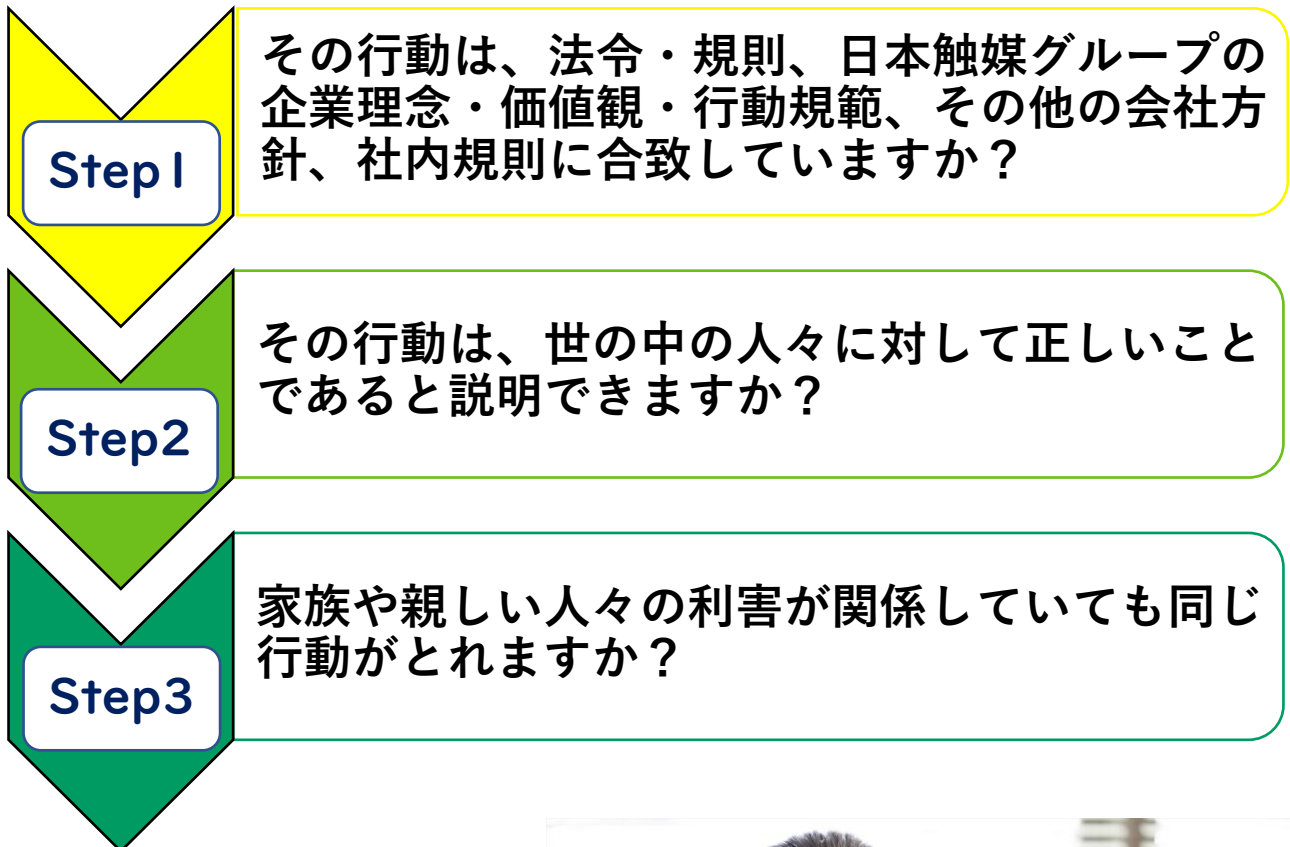 Step1
その行動は、法令・規則、日本触媒グループの
企業理念・価値観・行動規範、その他の会社方
針、社内規則に合致していますか？
Step2
その行動は、世の中の人々に対して正しいこと
であると説明できますか？
Step3
家族や親しい人々の利害が関係していても同じ
行動がとれますか？